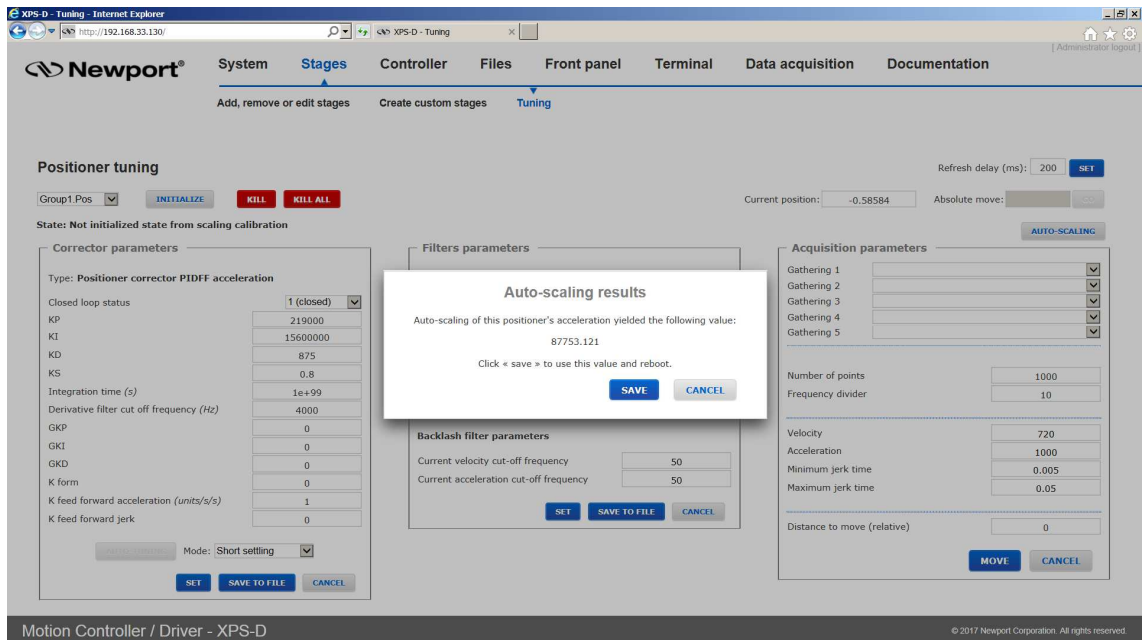 XPS-D - Tuning - Internet Explorer
http://192.168.33.130/
XPS-D - Tuning
[ Administrator logout ]
Newport®
System Stages Controller Files Front panel Terminal Data acquisition Documentation
Add, remove or edit stages Create custom stages Tuning
Positioner tuning
Refresh delay (ms): 200 SET
Group1.Pos INITIALIZE KILL KILL ALL
Current position: -0.58584 Absolute move:
State: Not initialized state from scaling calibration
AUTO-SCALING
Corrector parameters
Type: Positioner corrector PIDFF acceleration
Closed loop status 1 (closed)
KP 219000
KI 15600000
KD 875
KS 0.8
Integration time (s) 1e+99
Derivative filter cut off frequency (Hz) 4000
GKP 0
GKI 0
GKD 0
K form 0
K feed forward acceleration (units/s/s) 1
K feed forward jerk 0
Mode: Short settling
SET SAVE TO FILE CANCEL
Filters parameters
Auto-scaling results
Auto-scaling of this positioner's acceleration yielded the following value:
87753.121
Click « save » to use this value and reboot.
SAVE CANCEL
Backlash filter parameters
Current velocity cut-off frequency 50
Current acceleration cut-off frequency 50
SET SAVE TO FILE CANCEL
Acquisition parameters
Gathering 1
Gathering 2
Gathering 3
Gathering 4
Gathering 5
Number of points 1000
Frequency divider 10
Velocity 720
Acceleration 1000
Minimum jerk time 0.005
Maximum jerk time 0.05
Distance to move (relative) 0
MOVE CANCEL
Motion Controller / Driver - XPS-D
© 2017 Newport Corporation. All rights reserved.